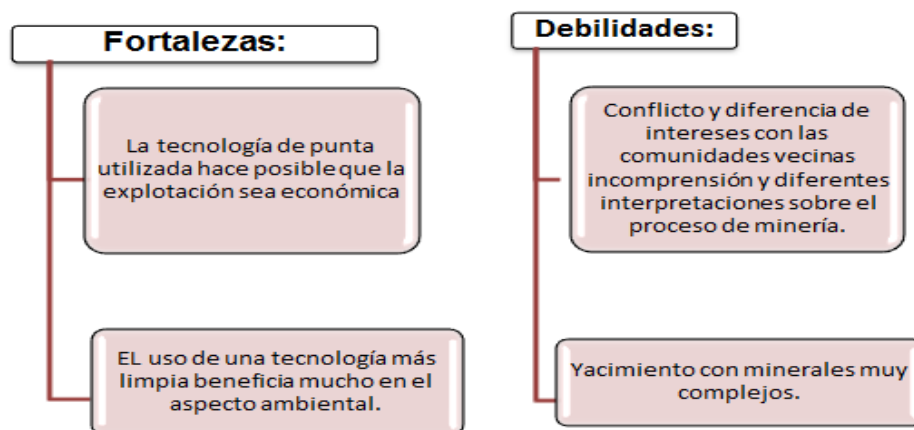 Fortalezas:
La tecnología de punta
utilizada hace posible que la
explotación sea económica
EL uso de una tecnología más
limpia beneficia mucho en el
aspecto ambiental.
Debilidades:
Conflicto y diferencia de
intereses con las
comunidades vecinas
incomprensión y diferentes
interpretaciones sobre el
proceso de minería.
Yacimiento con minerales muy
complejos.